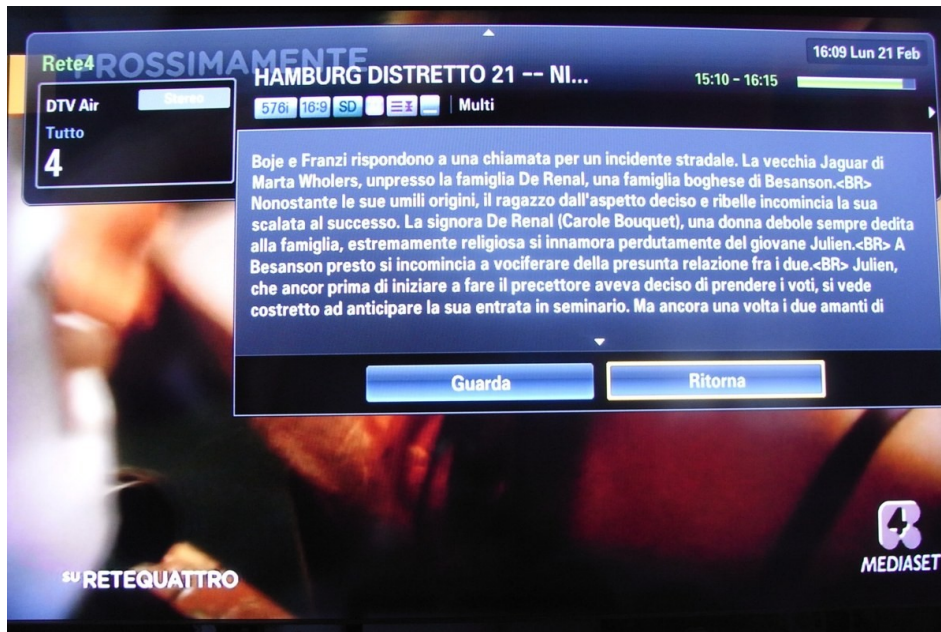 PROSSIMAMENTE
Rete4
DTV Air Stereo
Tutto
4
HAMBURG DISTRETTO 21 -- NI...
16:09 Lun 21 Feb
15:10 - 16:15
576i 16:9 SD Multi
Boje e Franzi rispondono a una chiamata per un incidente stradale. La vecchia Jaguar di
Marta Wholers, unpresso la famiglia De Renal, una famiglia boghese di Besanson.<BR>
Nonostante le sue umili origini, il ragazzo dall'aspetto deciso e ribelle incomincia la sua
scalata al successo. La signora De Renal (Carole Bouquet), una donna debole sempre dedita
alla famiglia, estremamente religiosa si innamora perdutamente del giovane Julien.<BR> A
Besanson presto si incomincia a vociferare della presunta relazione fra i due.<BR> Julien,
che ancor prima di iniziare a fare il precettore aveva deciso di prendere i voti, si vede
costretto ad anticipare la sua entrata in seminario. Ma ancora una volta i due amanti di
Guarda
Ritorna
4
MEDIASET
SU RETEQUATTRO